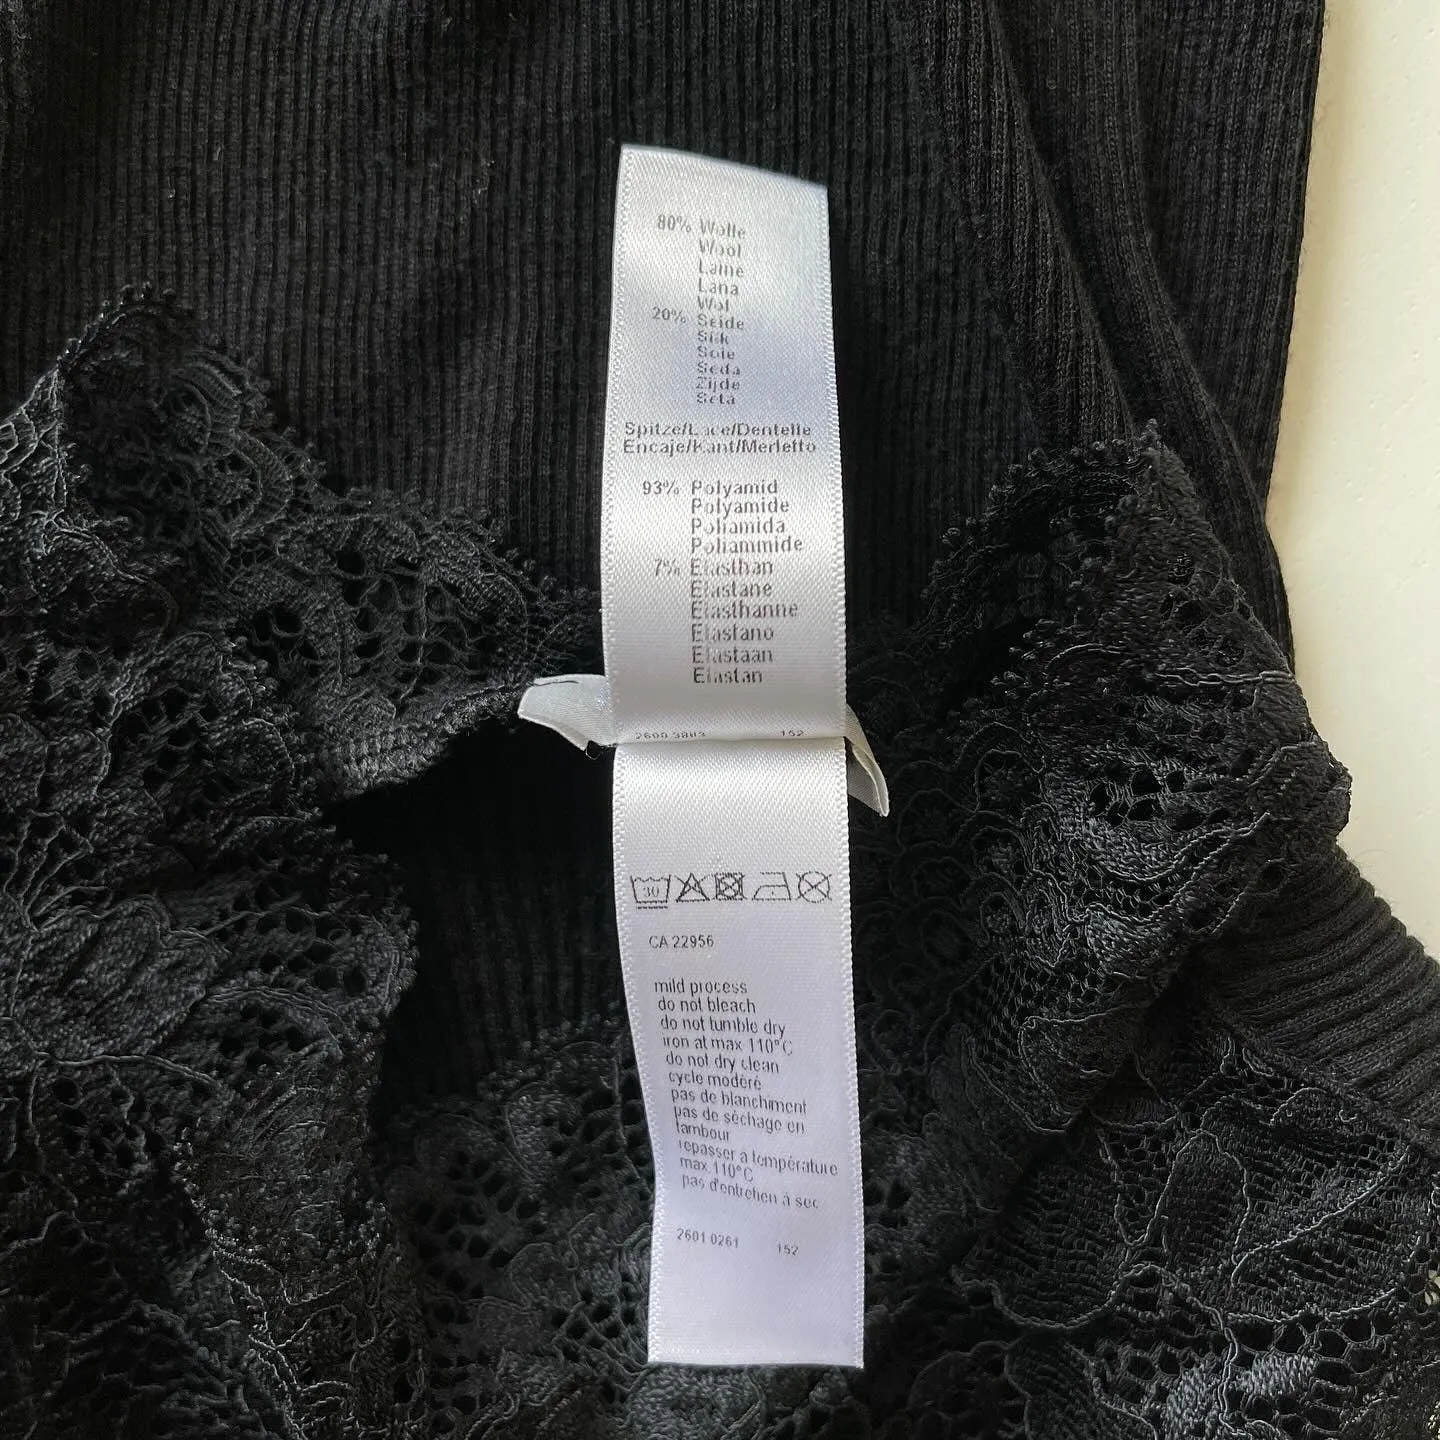 80% Wolle
Wool
Laine
Lana
Wol
20% Seide
Silk
Soie
Seda
Zijde
Seta
Spitze/Lace/Dentelle
Encaje/Kant/Merletto
93% Polyamid
Polyamide
Poliamida
Poliammide
7% Elasthan
Elastane
Elasthanne
Elastano
Elastaan
Elastan
152
30
CA 22956
mild process
do not bleach
do not tumble dry
iron at max 110°C
do not dry clean
cycle modéré
pas de blanchiment
pas de séchage en
tambour
repasser à température
max.110°C
pas d'entretien à sec
2601 0261 152